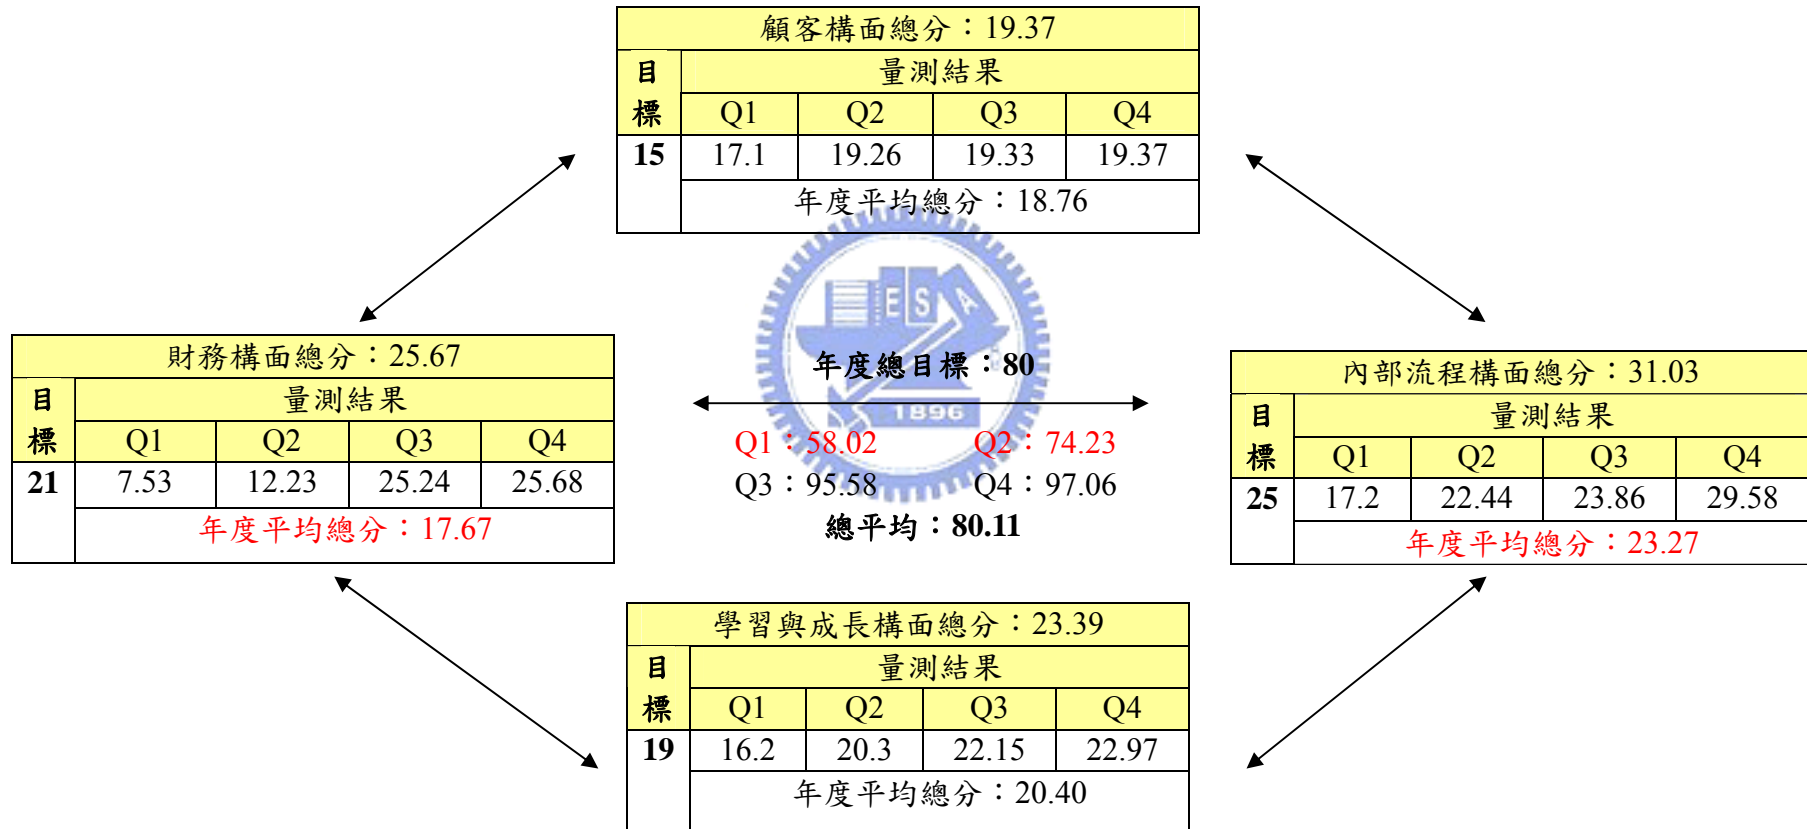 顧客構面總分：19.37
目標 量測結果
Q1 Q2 Q3 Q4
15 17.1 19.26 19.33 19.37
年度平均總分：18.76
財務構面總分：25.67
目標 量測結果
Q1 Q2 Q3 Q4
21 7.53 12.23 25.24 25.68
年度平均總分：17.67
ESA
年度總目標：80
1896
Q1：58.02 Q2：74.23
Q3：95.58 Q4：97.06
總平均：80.11
內部流程構面總分：31.03
目標 量測結果
Q1 Q2 Q3 Q4
25 17.2 22.44 23.86 29.58
年度平均總分：23.27
學習與成長構面總分：23.39
目標 量測結果
Q1 Q2 Q3 Q4
19 16.2 20.3 22.15 22.97
年度平均總分：20.40